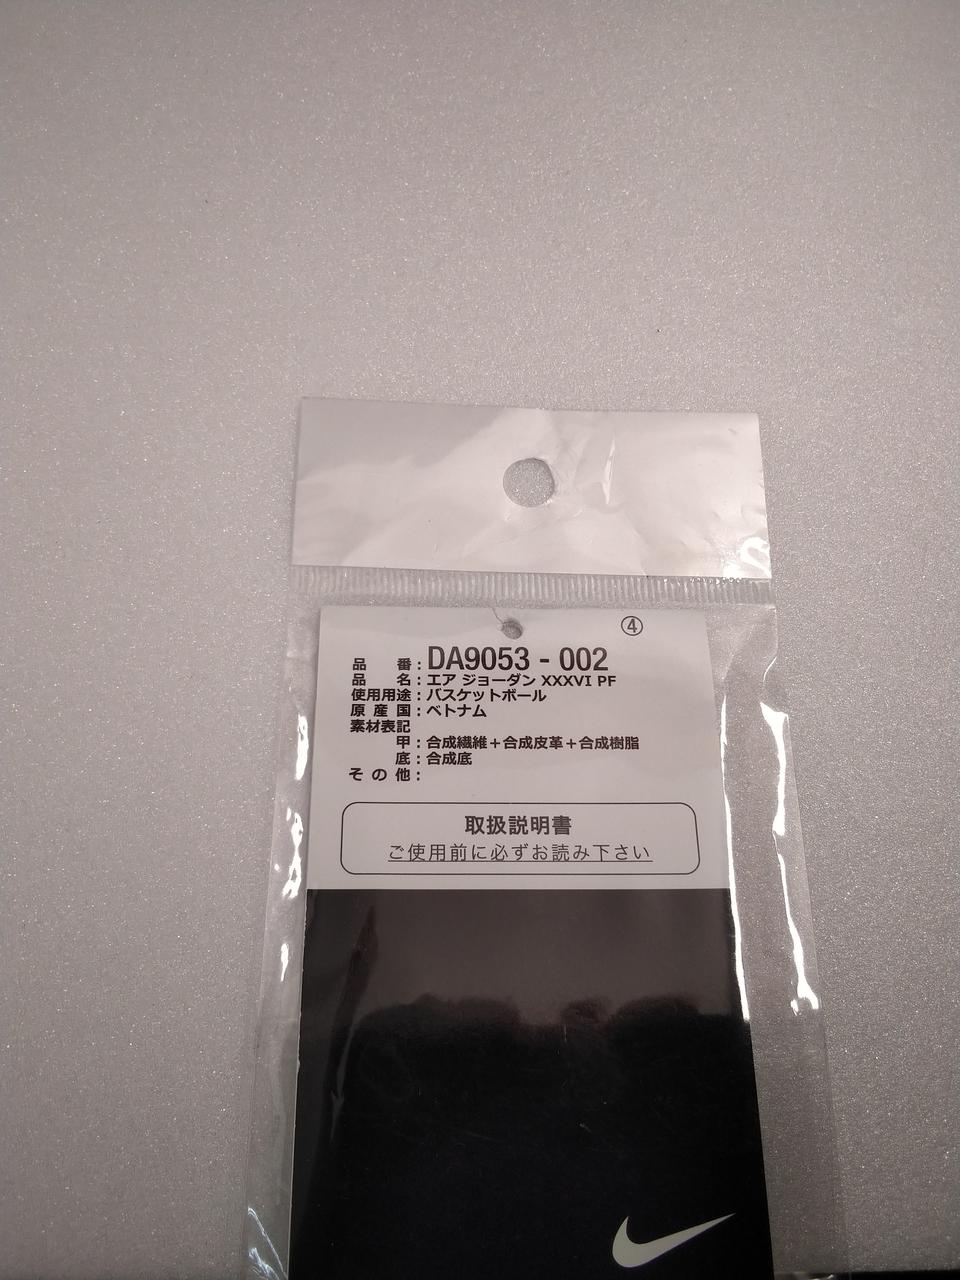 ④
品 番：DA9053 - 002
品 名：エア ジョーダン XXXVI PF
使用用途：バスケットボール
原 産 国：ベトナム
素材表記
甲：合成繊維＋合成皮革＋合成樹脂
底：合成底
そ の 他：
取扱説明書
ご使用前に必ずお読み下さい